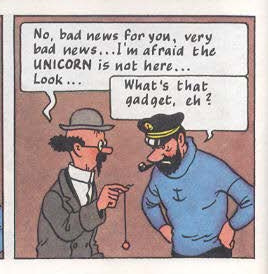 No, bad news for you, very
bad news...I'm afraid the
UNICORN is not here...
Look...
What's that
gadget, eh?